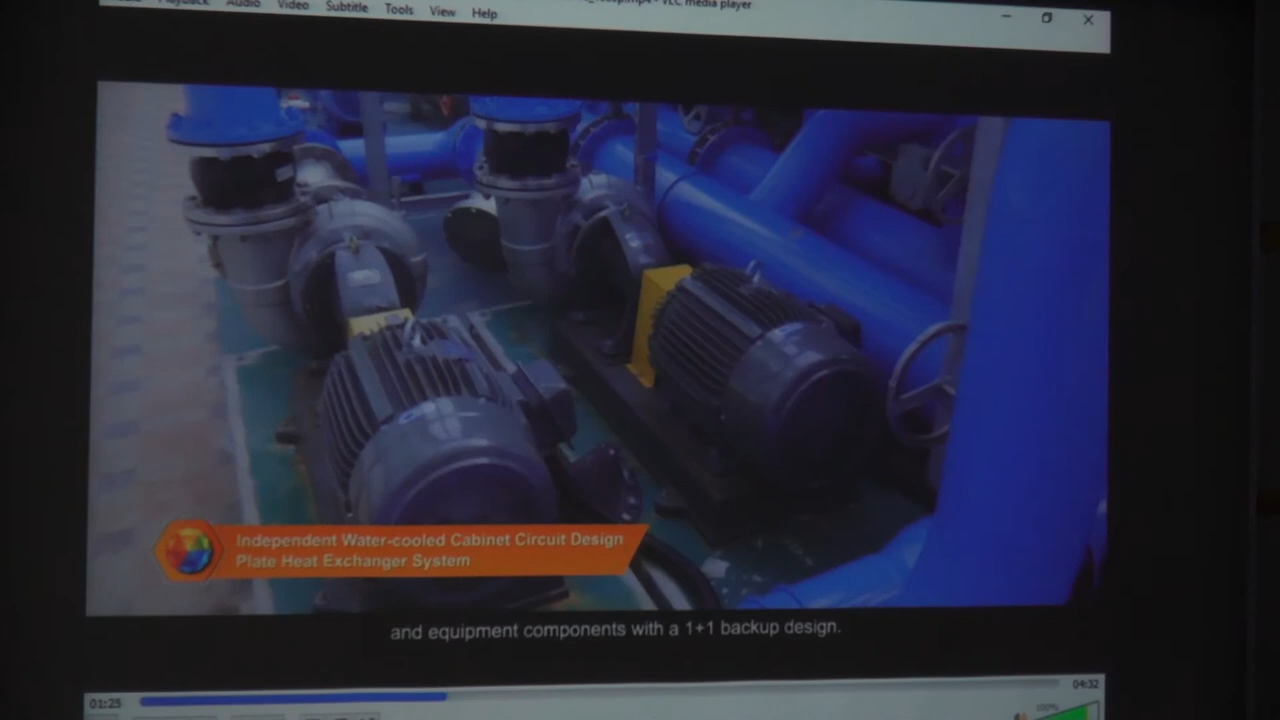 Playback Audio Video Subtitle Tools View Help
VLC media player
Independent Water-cooled Cabinet Circuit Design
Plate Heat Exchanger System
and equipment components with a 1+1 backup design.
01:25
04:32
100%